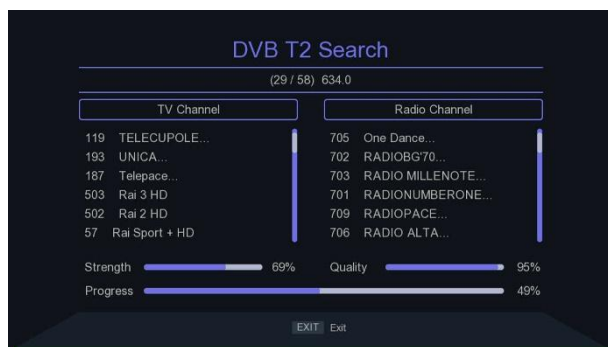 DVB T2 Search
(29 / 58) 634.0
TV Channel
119 TELECUPOLE...
193 UNICA...
187 Telepace...
503 Rai 3 HD
502 Rai 2 HD
57 Rai Sport + HD
Radio Channel
705 One Dance...
702 RADIOBG'70...
703 RADIO MILLENOTE...
701 RADIONUMBERONE...
709 RADIOPACE...
706 RADIO ALTA...
Strength 69%
Quality 95%
Progress 49%
EXIT Exit